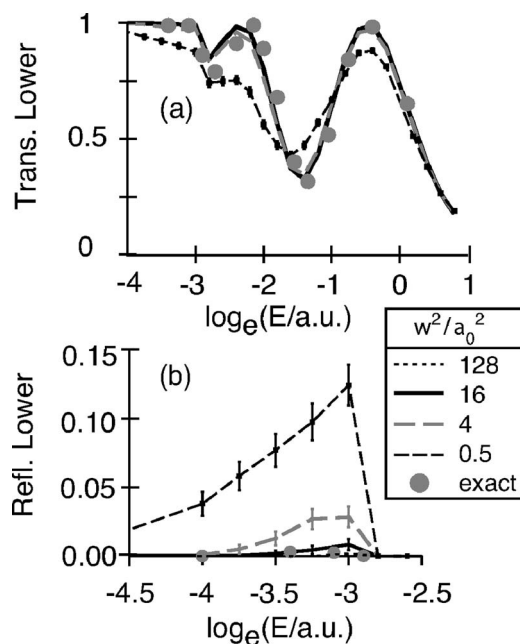 Trans. Lower
1
0.5
0
(a)
-4 -3 -2 -1 0 1
log_e(E/a.u.)
w²/a₀²
128
16
4
0.5
exact
Refl. Lower
0.15
0.10
0.05
0.00
(b)
-4.5 -4 -3.5 -3 -2.5
log_e(E/a.u.)